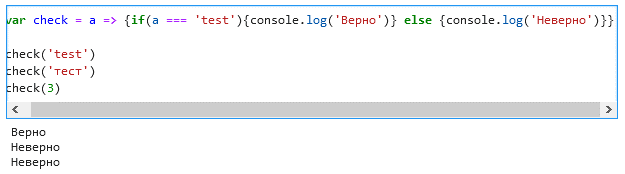 var check = a => {if(a === 'test'){console.log('Верно')} else {console.log('Неверно')}}
check('test')
check('тест')
check(3)
Верно
Неверно
Неверно